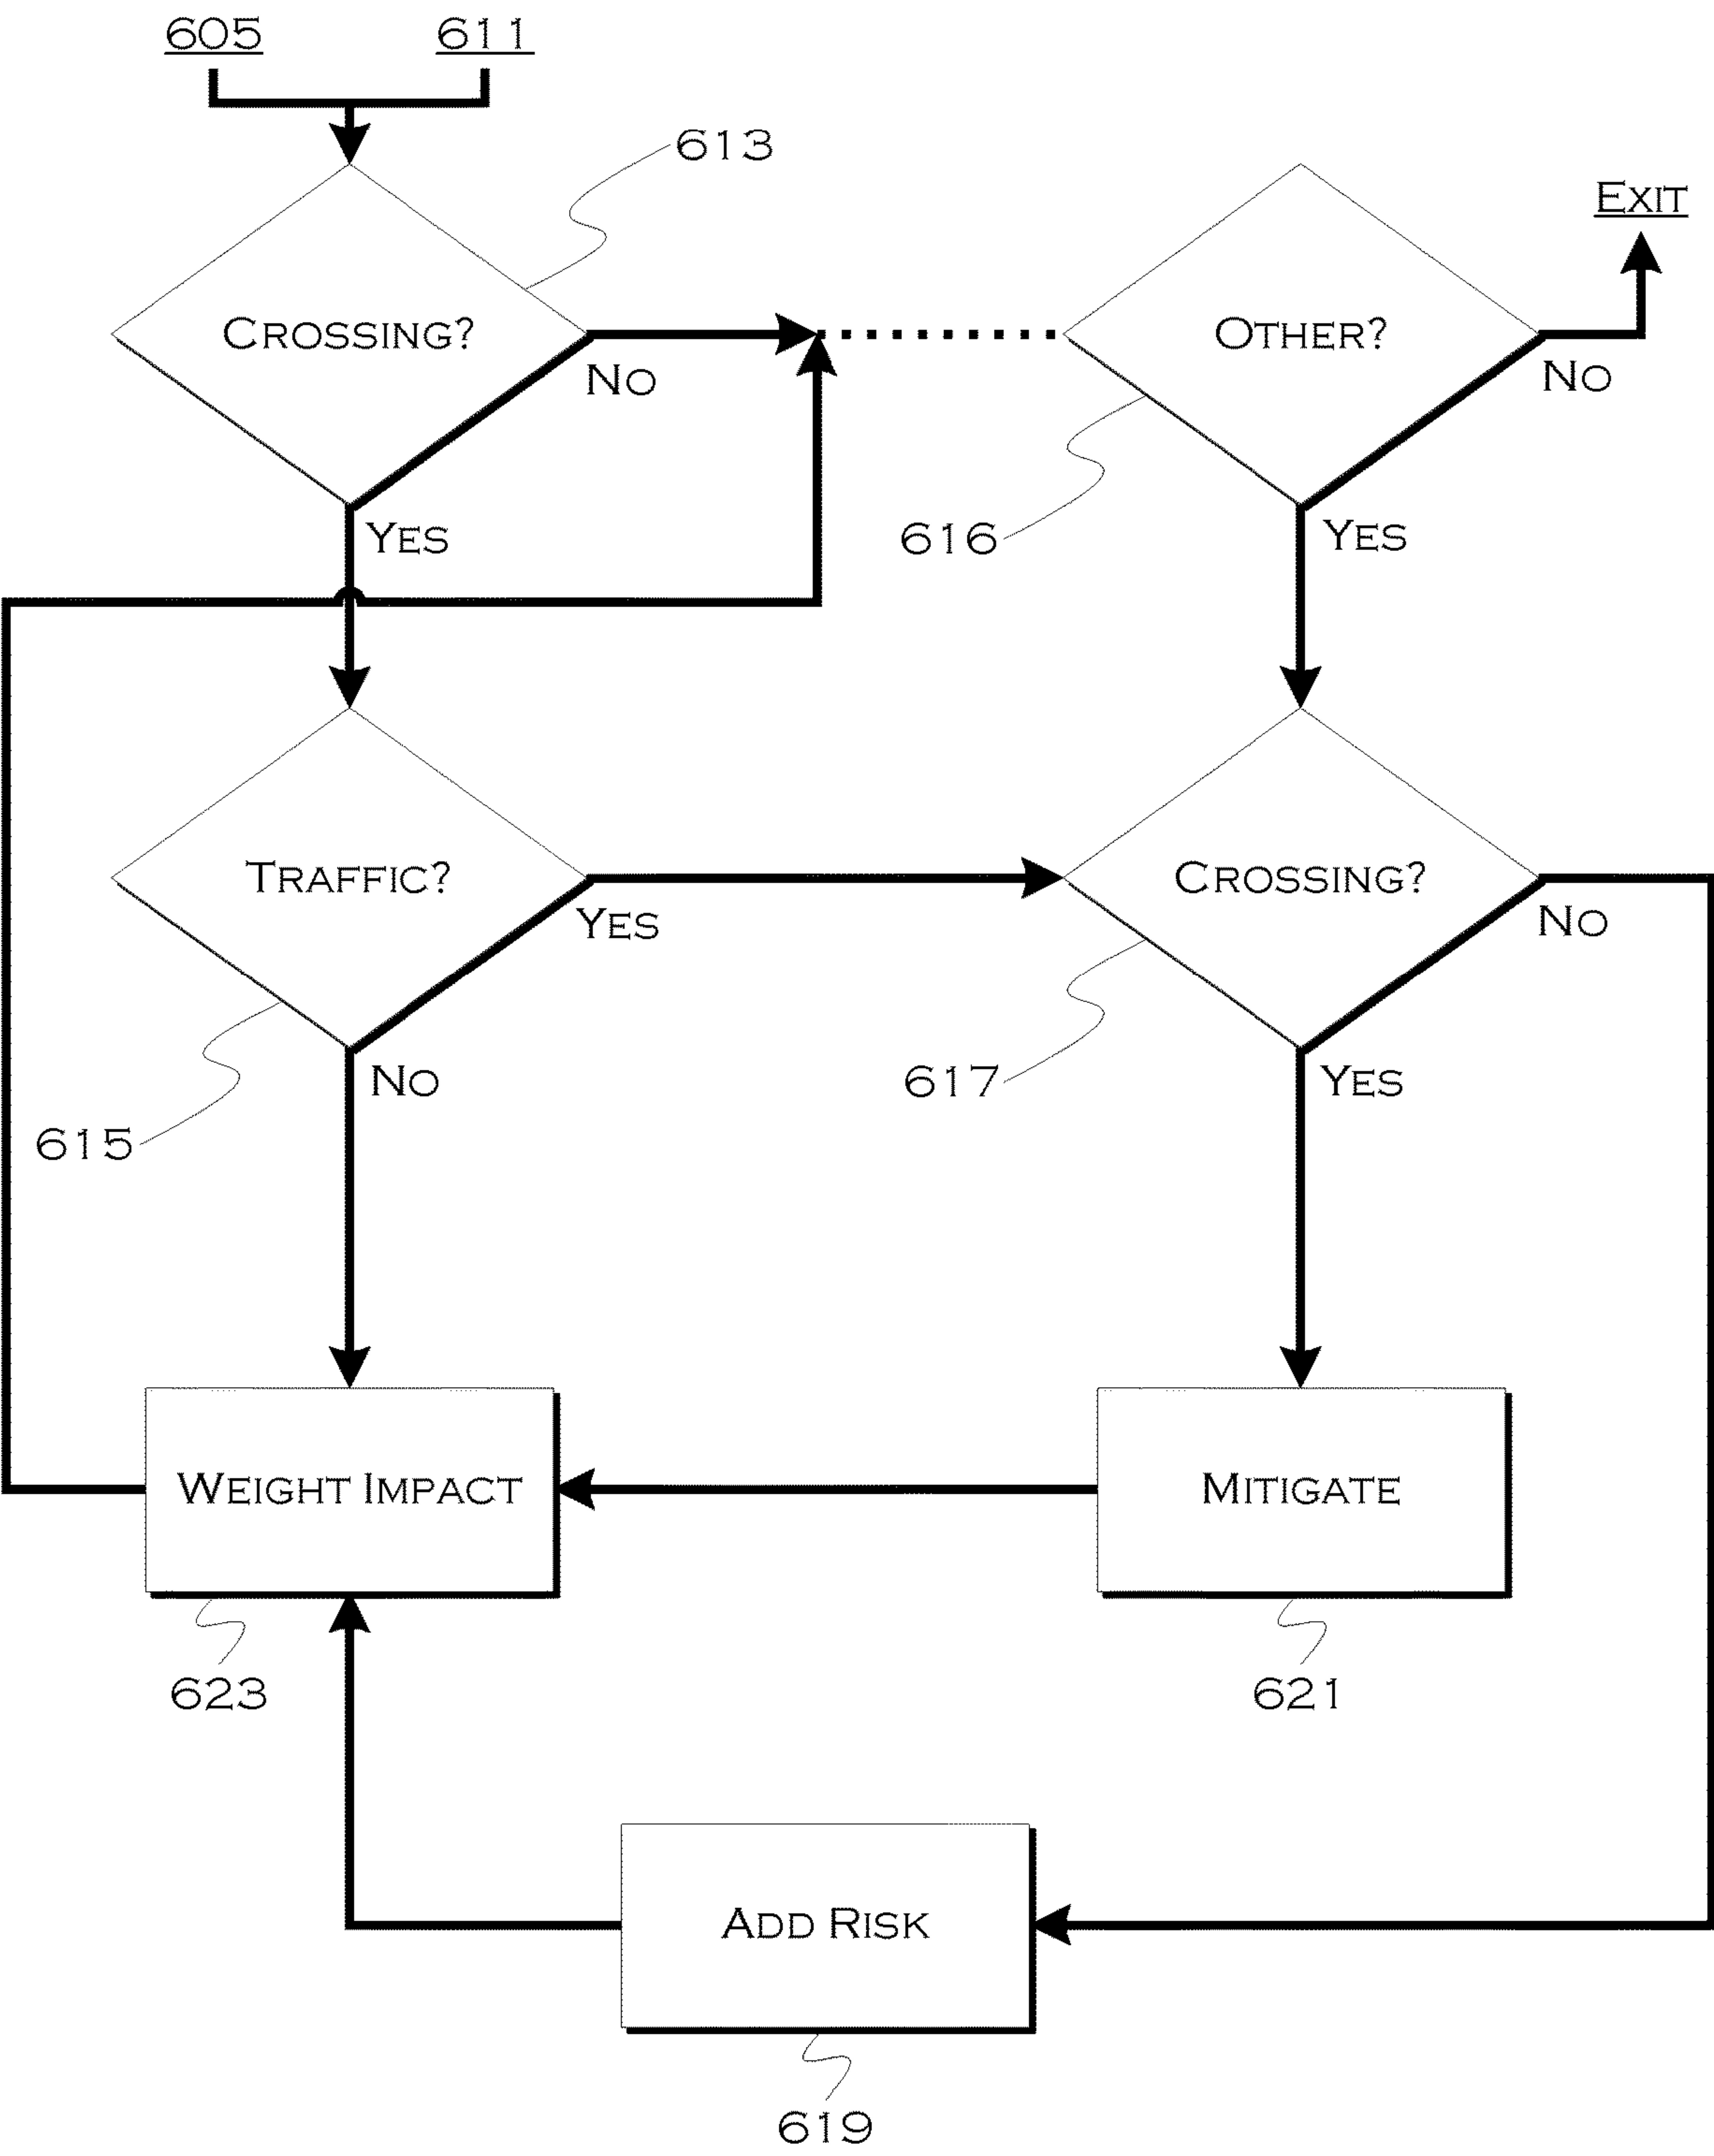 605 611
613
EXIT
CROSSING?
OTHER?
NO
NO
YES
616
YES
TRAFFIC?
CROSSING?
YES
NO
NO
617
YES
615
WEIGHT IMPACT
MITIGATE
623
621
ADD RISK
619